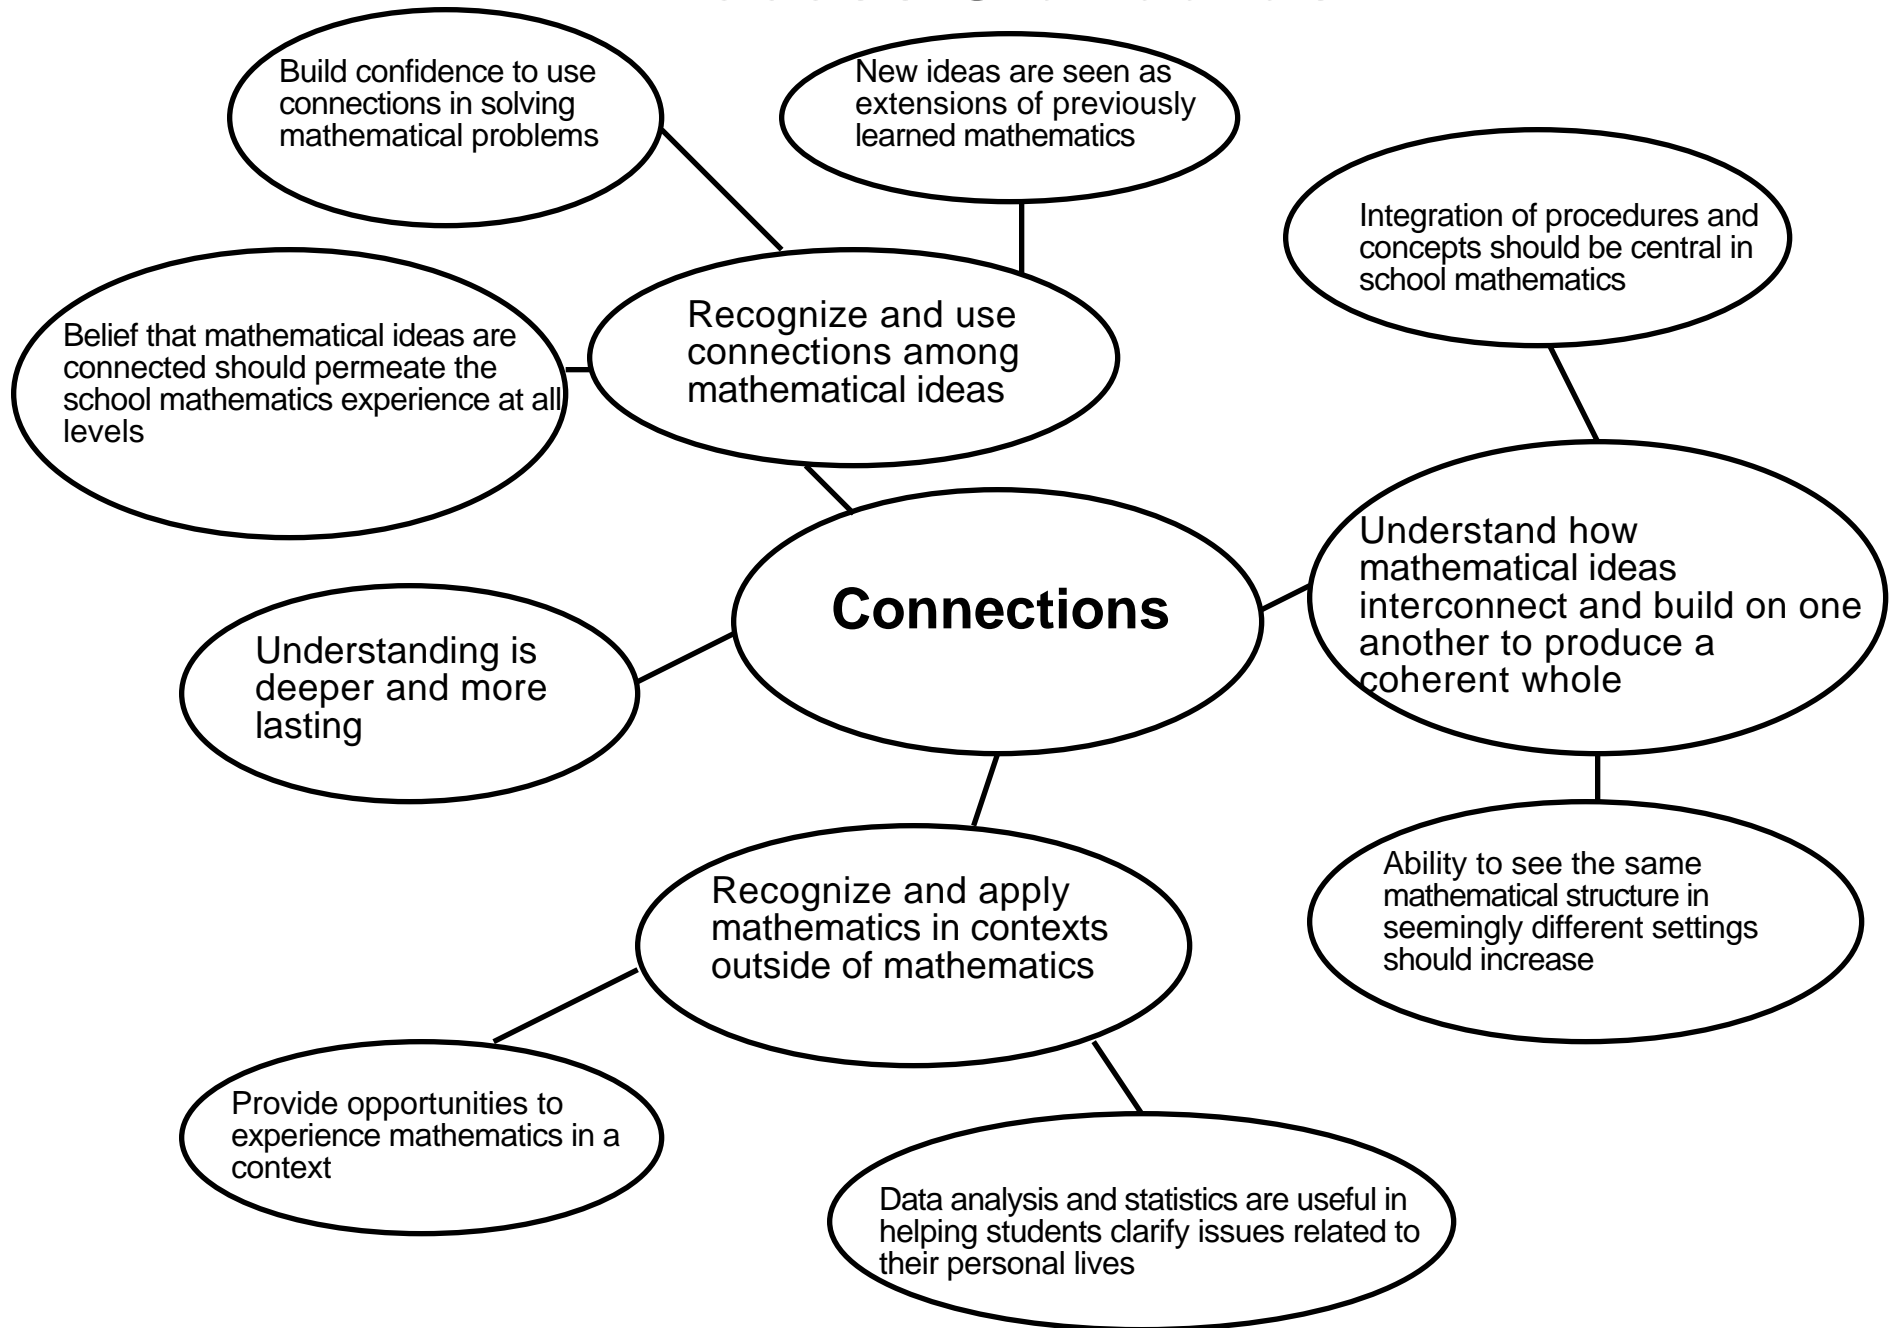 Build confidence to use
connections in solving
mathematical problems
New ideas are seen as
extensions of previously
learned mathematics
Integration of procedures and
concepts should be central in
school mathematics
Recognize and use
connections among
mathematical ideas
Belief that mathematical ideas are
connected should permeate the
school mathematics experience at all
levels
Connections
Understand how
mathematical ideas
interconnect and build on one
another to produce a
coherent whole
Understanding is
deeper and more
lasting
Recognize and apply
mathematics in contexts
outside of mathematics
Ability to see the same
mathematical structure in
seemingly different settings
should increase
Provide opportunities to
experience mathematics in a
context
Data analysis and statistics are useful in
helping students clarify issues related to
their personal lives